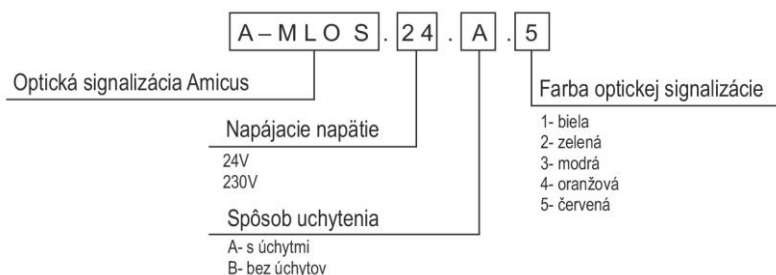 A–MLOS.24.A.5
Optická signalizácia Amicus
Farba optickej signalizácie
1- biela
2- zelená
3- modrá
4- oranžová
5- červená
Napájacie napätie
24V
230V
Spôsob uchytenia
A- s úchytmi
B- bez úchytov